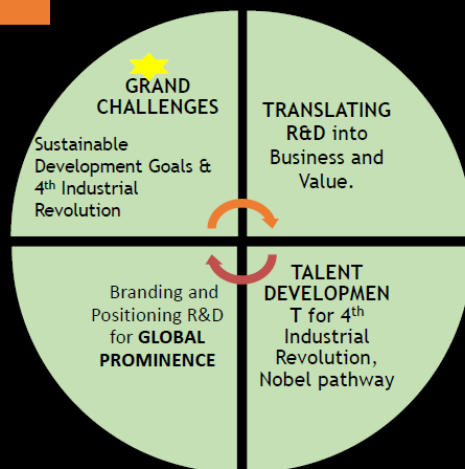 GRAND
CHALLENGES
Sustainable
Development Goals &
4th Industrial
Revolution
TRANSLATING
R&D into
Business and
Value.
Branding and
Positioning R&D
for GLOBAL
PROMINENCE
TALENT
DEVELOPMEN
T for 4th
Industrial
Revolution,
Nobel pathway